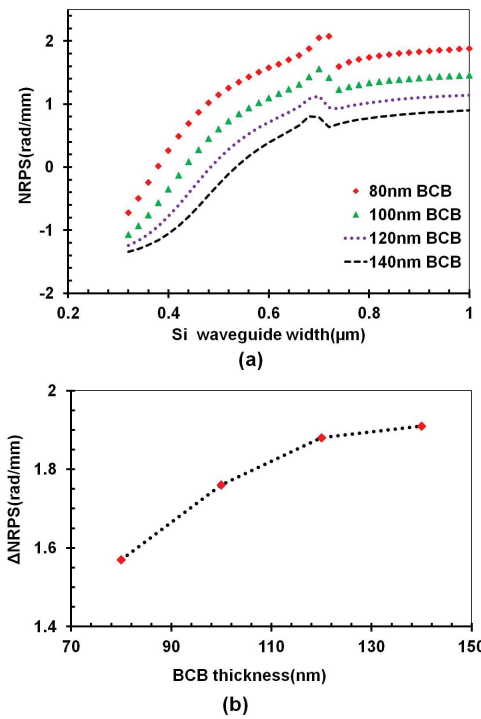 (a)
2
1
0
-1
-2
NRPS(rad/mm)
80nm BCB
100nm BCB
120nm BCB
140nm BCB
0.2
0.4
0.6
0.8
1
Si waveguide width(μm)
(a)
2
1.8
1.6
1.4
ΔNRPS(rad/mm)
70
90
110
130
150
BCB thickness(nm)
(b)